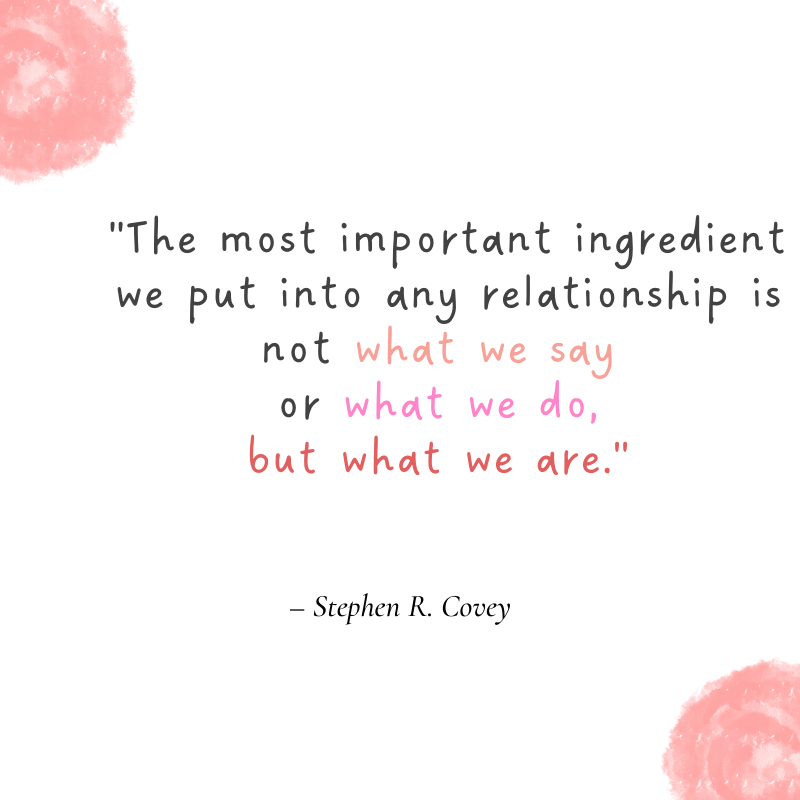 "The most important ingredient
we put into any relationship is
not what we say
or what we do,
but what we are."
– Stephen R. Covey